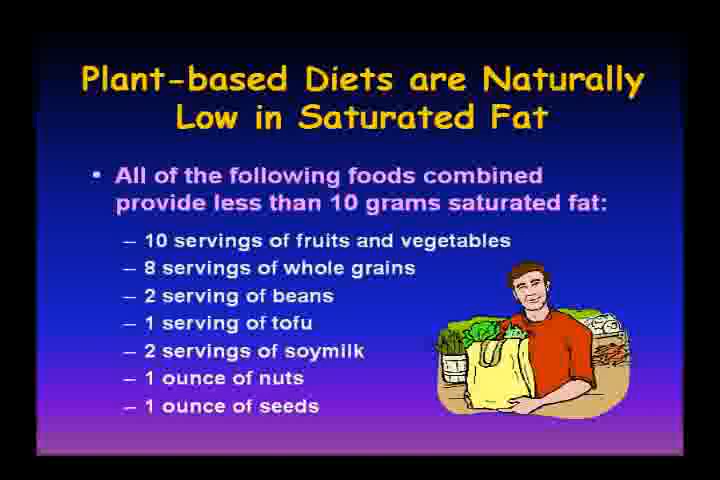 Plant-based Diets are Naturally
Low in Saturated Fat
• All of the following foods combined
provide less than 10 grams saturated fat:
– 10 servings of fruits and vegetables
– 8 servings of whole grains
– 2 serving of beans
– 1 serving of tofu
– 2 servings of soymilk
– 1 ounce of nuts
– 1 ounce of seeds